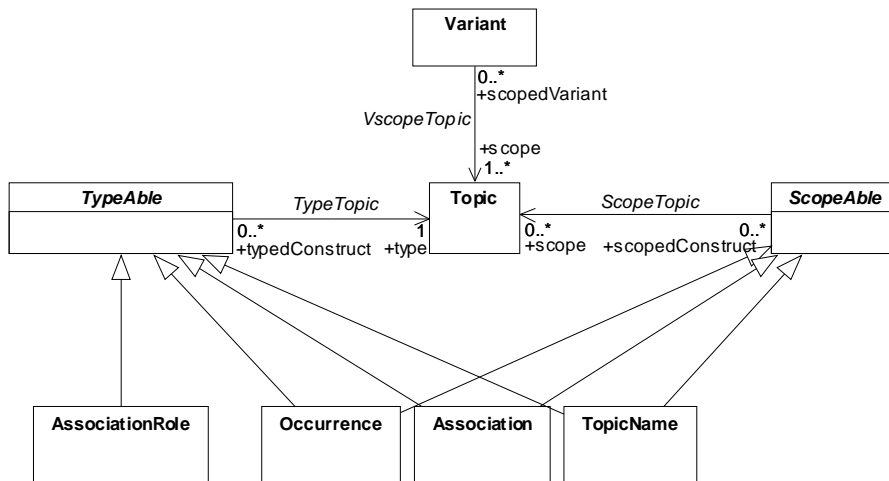 Variant
0..*
+scopedVariant
VscopeTopic
+scope
1..*
TypeAble
TypeTopic
Topic
ScopeTopic
ScopeAble
0..*
1
0..*
0..*
+typedConstruct
+type
+scope
+scopedConstruct
AssociationRole
Occurrence
Association
TopicName